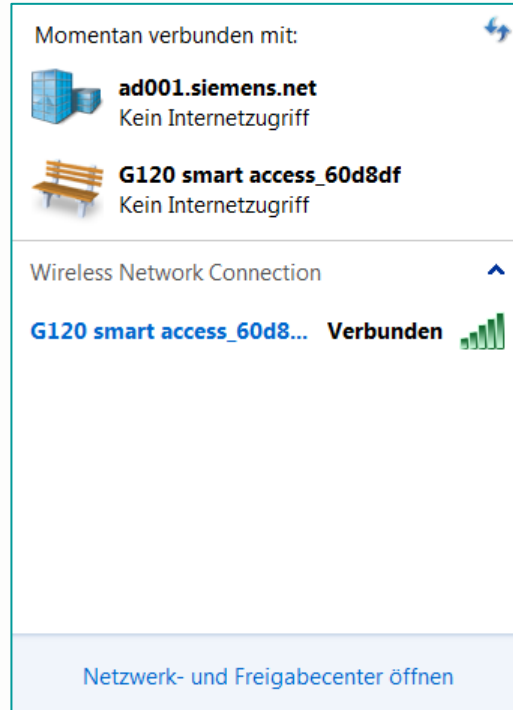 Momentan verbunden mit:
ad001.siemens.net
Kein Internetzugriff
G120 smart access_60d8df
Kein Internetzugriff
Wireless Network Connection
G120 smart access_60d8... Verbunden
Netzwerk- und Freigabecenter öffnen